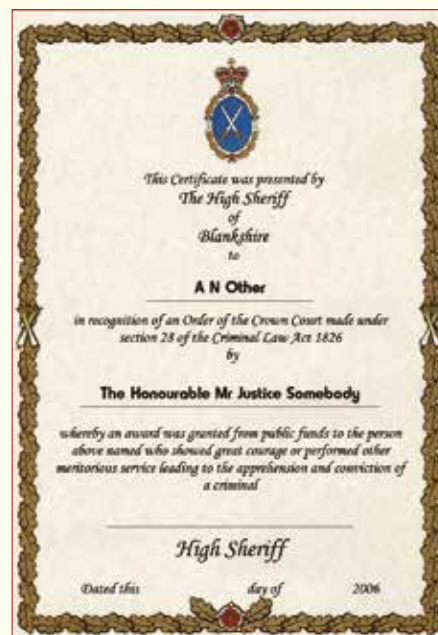 This Certificate was presented by
The High Sheriff
of
Blankshire
to
A N Other
in recognition of an Order of the Crown Court made under
section 28 of the Criminal Law Act 1826
by
The Honourable Mr Justice Somebody
whereby an award was granted from public funds to the person
above named who showed great courage or performed other
meritorious service leading to the apprehension and conviction of
a criminal
High Sheriff
Dated this day of 2006